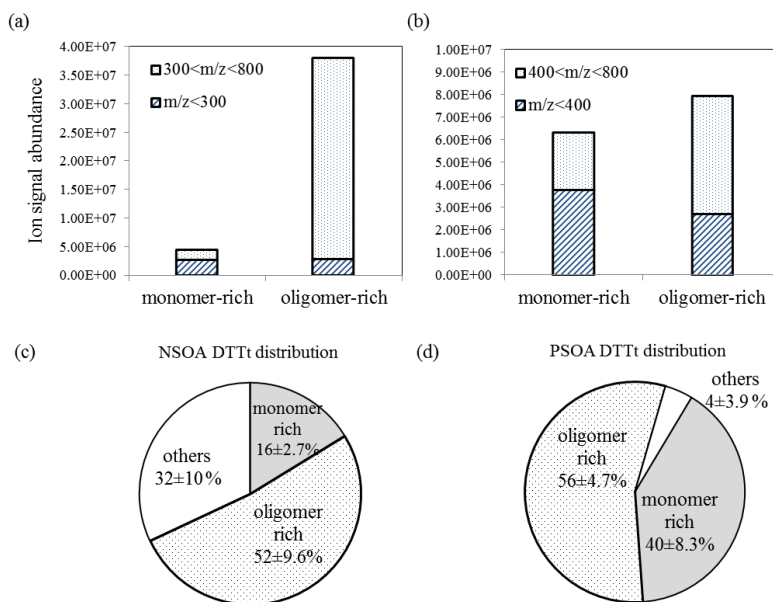 (a)
4.00E+07
3.50E+07
3.00E+07
2.50E+07
2.00E+07
1.50E+07
1.00E+07
5.00E+06
0.00E+00
Ion signal abundance
300<m/z<800
m/z<300
monomer-rich oligomer-rich
(b)
1.00E+07
9.00E+06
8.00E+06
7.00E+06
6.00E+06
5.00E+06
4.00E+06
3.00E+06
2.00E+06
1.00E+06
0.00E+00
400<m/z<800
m/z<400
monomer-rich oligomer-rich
(c)
NSOA DTTt distribution
monomer
rich
16±2.7%
others
32±10%
oligomer
rich
52±9.6%
(d)
PSOA DTTt distribution
others
4±3.9%
oligomer
rich
56±4.7%
monomer
rich
40±8.3%